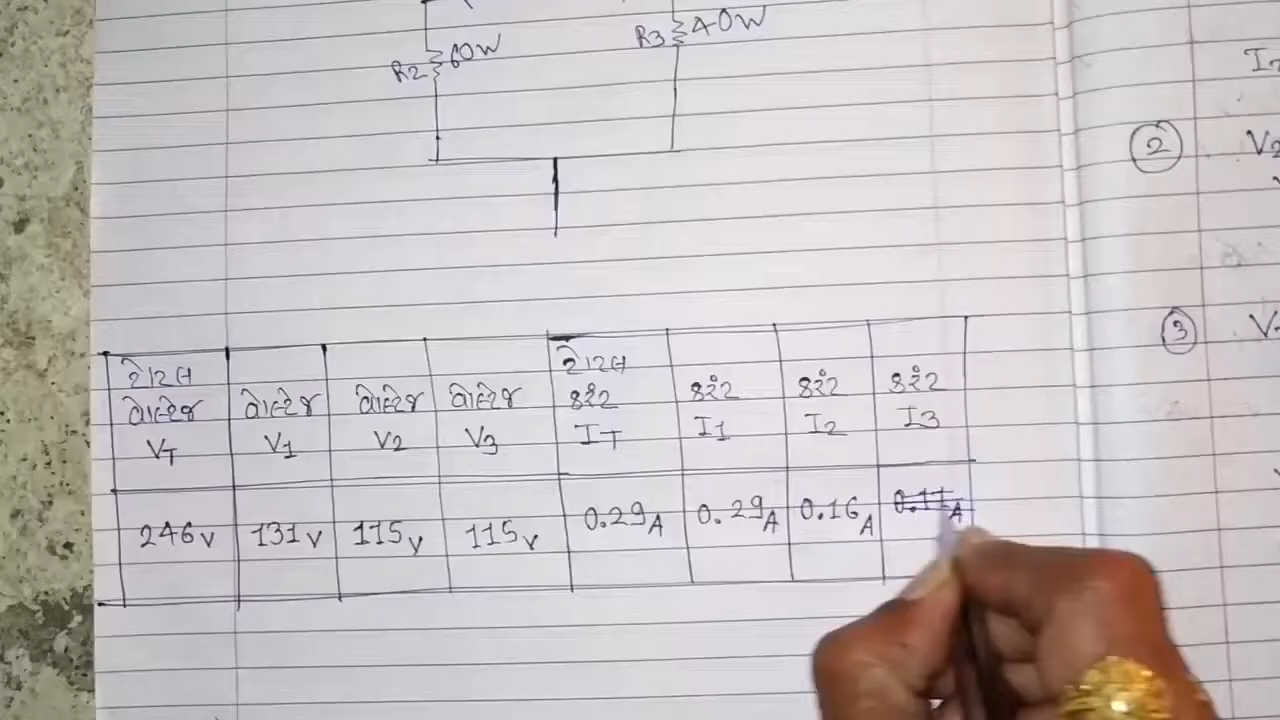 R2 60W
R3 40W
2
V2
3
ટોટલ વોલ્ટેજ VT
વોલ્ટેજ V1
વોલ્ટેજ V2
વોલ્ટેજ V3
ટોટલ કરંટ IT
કરંટ I1
કરંટ I2
કરંટ I3
246V 131V 115V 115V 0.29A 0.29A 0.16A 0.11A